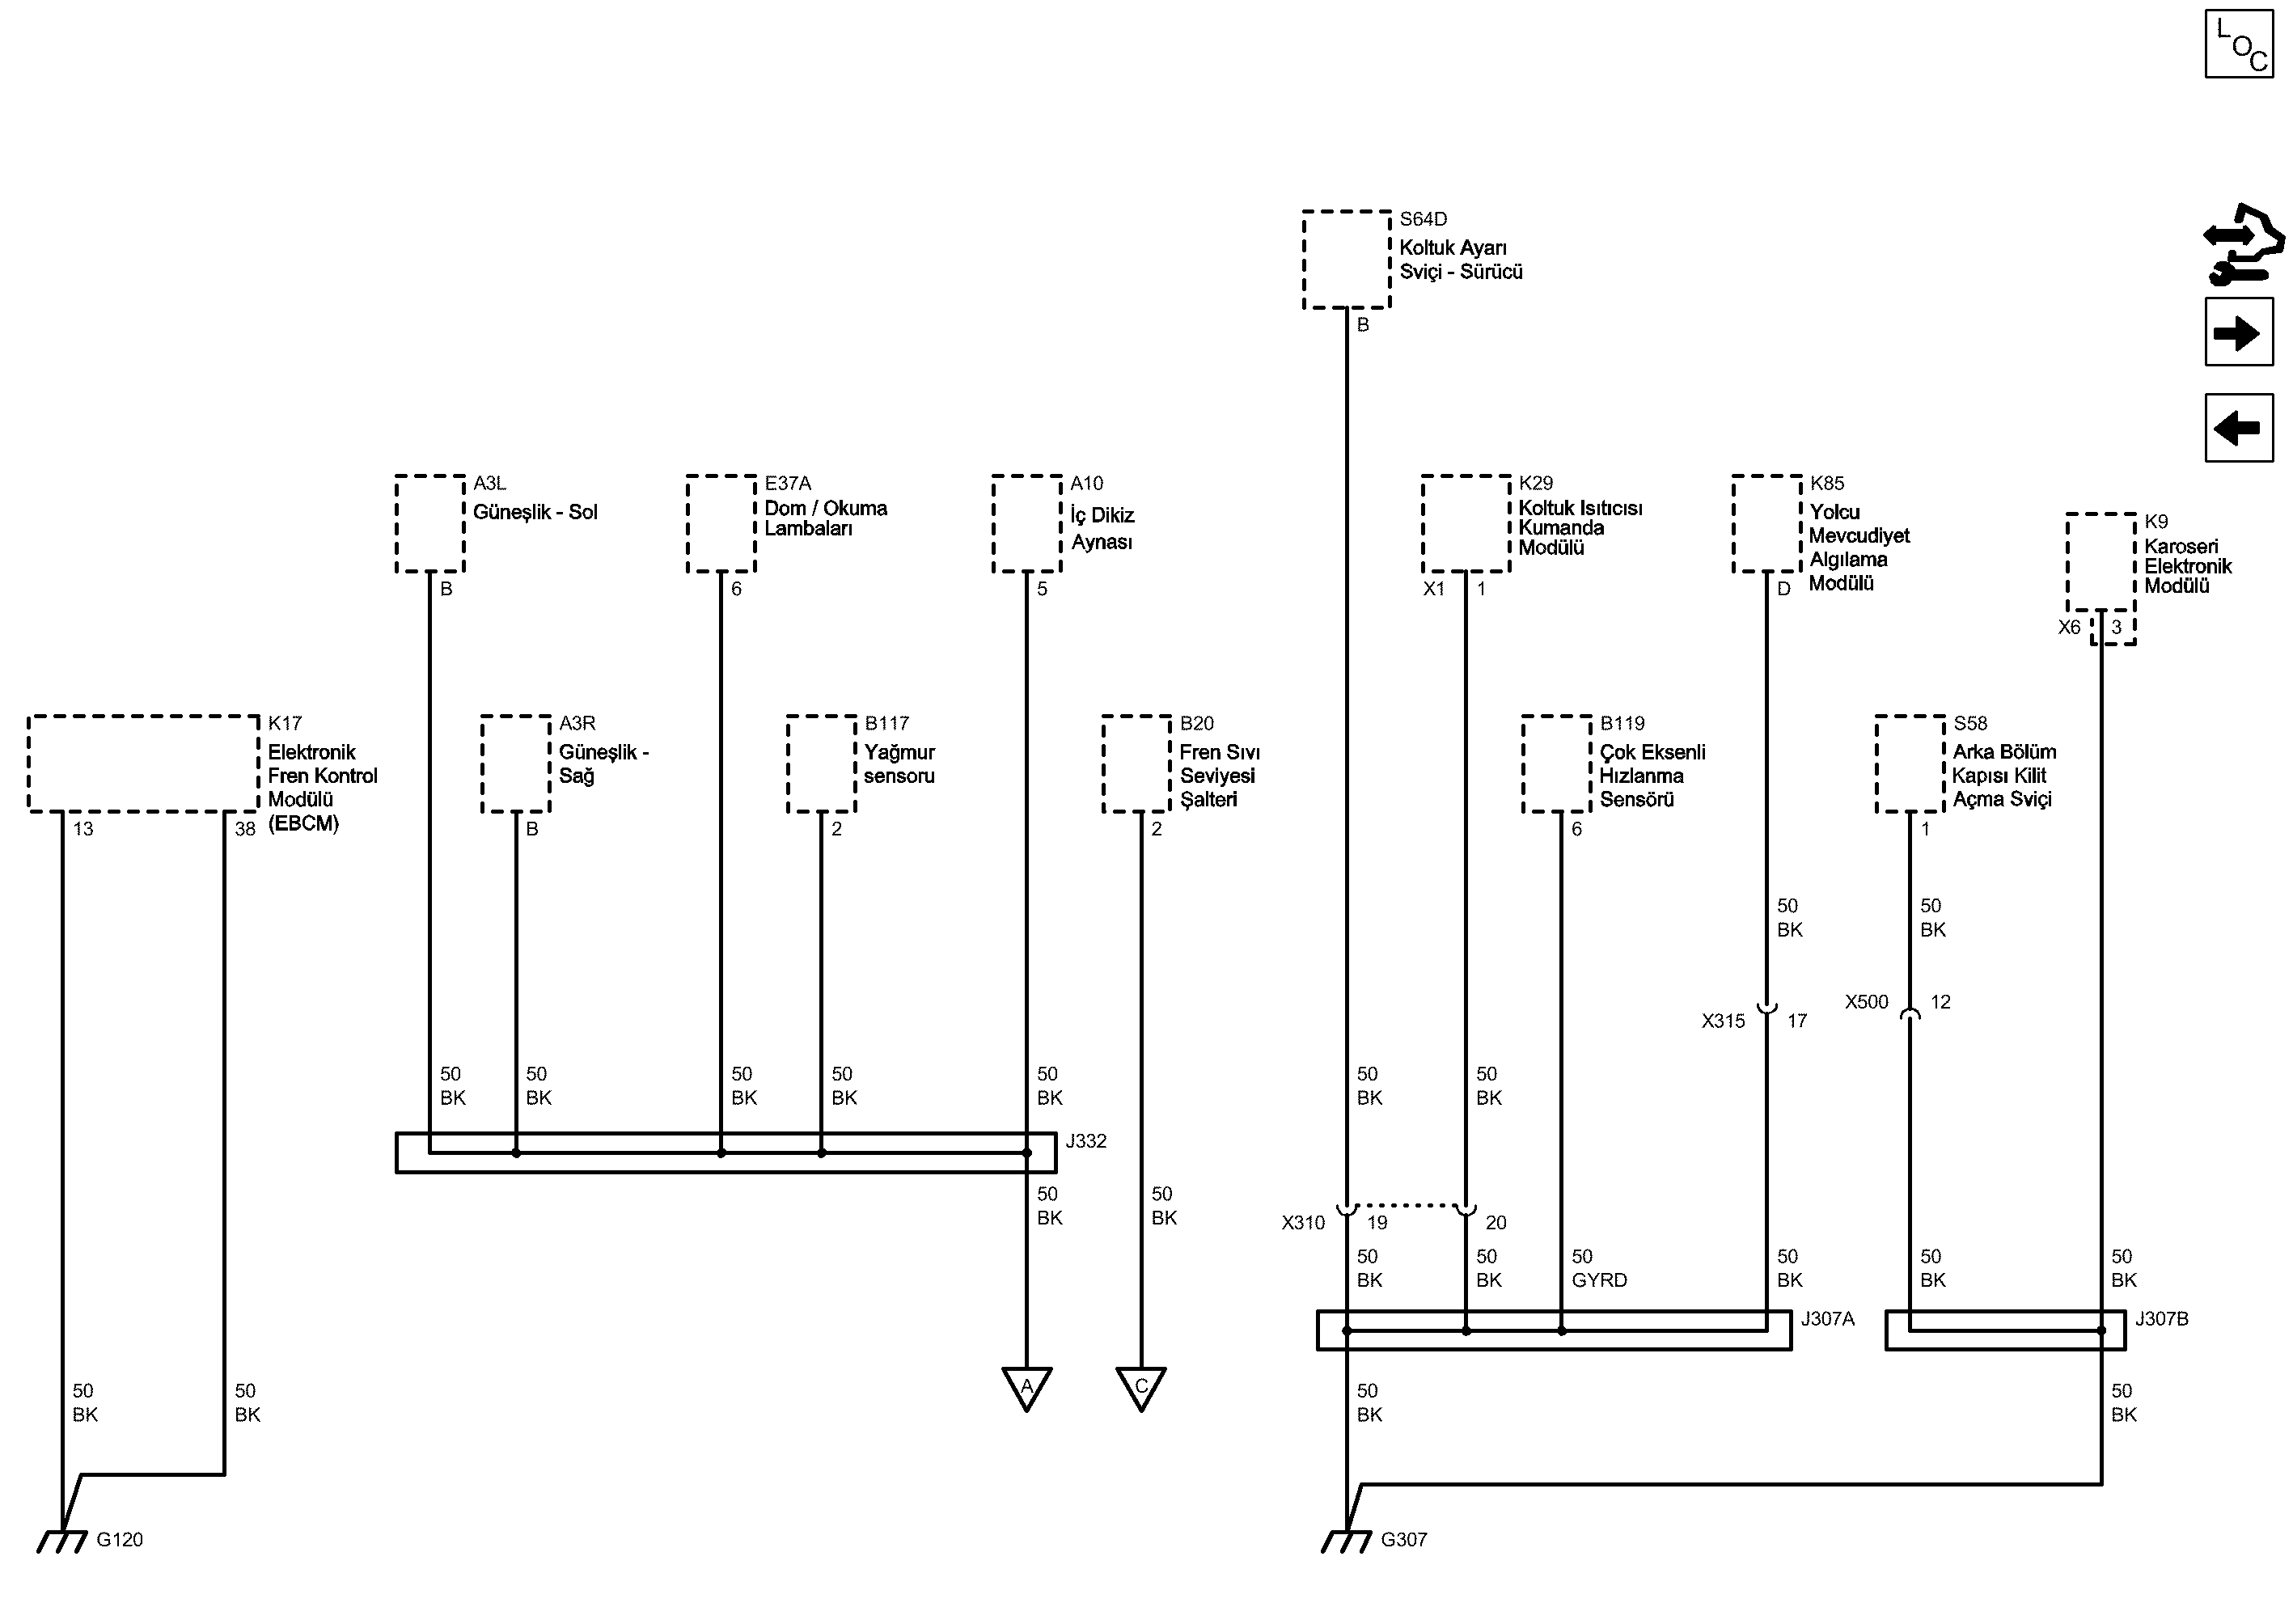 LOC
S64D
Koltuk Ayarı
Sviçi - Sürücü
B
A3L
Güneşlik - Sol
B
E37A
Dom / Okuma
Lambaları
6
A10
İç Dikiz
Aynası
5
K29
Koltuk Isıtıcısı
Kumanda
Modülü
X1 1
K85
Yolcu
Mevcudiyet
Algılama
Modülü
D
K9
Karoseri
Elektronik
Modülü
X6 3
K17
Elektronik
Fren Kontrol
Modülü
(EBCM)
13 38
A3R
Güneşlik -
Sağ
B
B117
Yağmur
sensoru
2
B20
Fren Sıvı
Seviyesi
Şalteri
2
B119
Çok Eksenli
Hızlanma
Sensörü
6
S58
Arka Bölüm
Kapısı Kilit
Açma Sviçi
1
50 50
BK BK
X315 17 X500 12
50 50 50 50 50 50 50
BK BK BK BK BK BK BK
J332
50 50
BK BK
X310 19 20
50 50 50 50 50 50
BK BK GYRD BK BK BK
J307A J307B
A C
50 50 50 50
BK BK BK BK
G120 G307